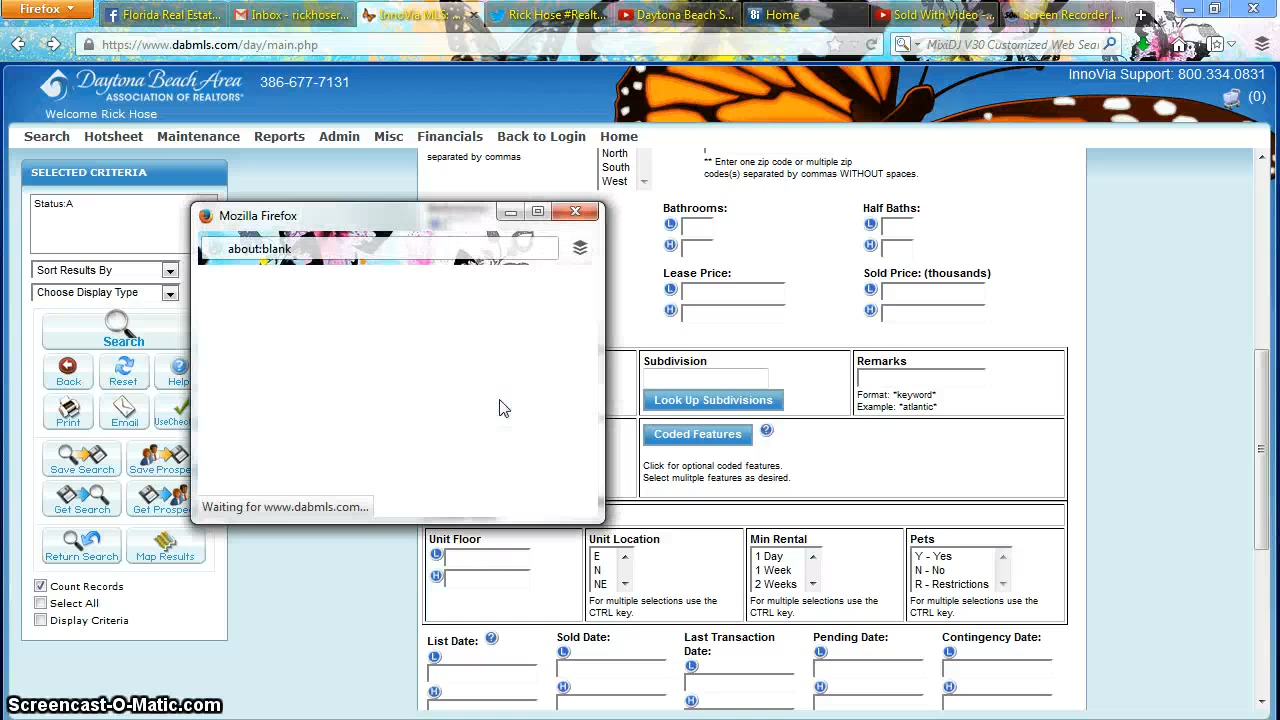 Firefox
Florida Real Estat...
Inbox - rickhoser...
InnoVia MLS: ...
Rick Hose #Realt...
Daytona Beach S...
Home
Sold With Video -...
Screen Recorder |...
https://www.dabmls.com/day/main.php
MixiDJ V30 Customized Web Sear
Daytona Beach Area
ASSOCIATION OF REALTORS®
386-677-7131
InnoVia Support: 800.334.0831
(0)
Welcome Rick Hose
Search Hotsheet Maintenance Reports Admin Misc Financials Back to Login Home
SELECTED CRITERIA
Status:A
Sort Results By
Choose Display Type
Search
Back Reset Help
Print Email UseCheck
Save Search Save Prospe
Get Search Get Prospe
Return Search Map Results
Count Records
Select All
Display Criteria
Mozilla Firefox
about:blank
Waiting for www.dabmls.com...
separated by commas
North
South
West
** Enter one zip code or multiple zip
codes(s) separated by commas WITHOUT spaces.
Bathrooms: Half Baths:
L L
H H
Lease Price: Sold Price: (thousands)
L L
H H
Subdivision
Look Up Subdivisions
Remarks
Format: *keyword*
Example: *atlantic*
Coded Features
Click for optional coded features.
Select mulitple features as desired.
Unit Floor
L
H
Unit Location
E
N
NE
For multiple selections use the
CTRL key.
Min Rental
1 Day
1 Week
2 Weeks
For multiple selections use the
CTRL key.
Pets
Y - Yes
N - No
R - Restrictions
For multiple selections use the
CTRL key.
List Date:
L
H
Sold Date:
L
H
Last Transaction
Date:
L
H
Pending Date:
L
H
Contingency Date:
L
H
Screencast-O-Matic.com